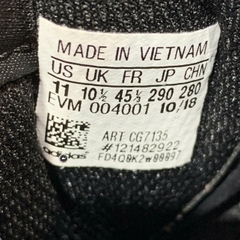 MADE IN VIETNAM
US UK FR JP CHN
11 10½ 45⅓ 290 280
EVM 004001 10/18
ART CG7135
#121482922
adidas